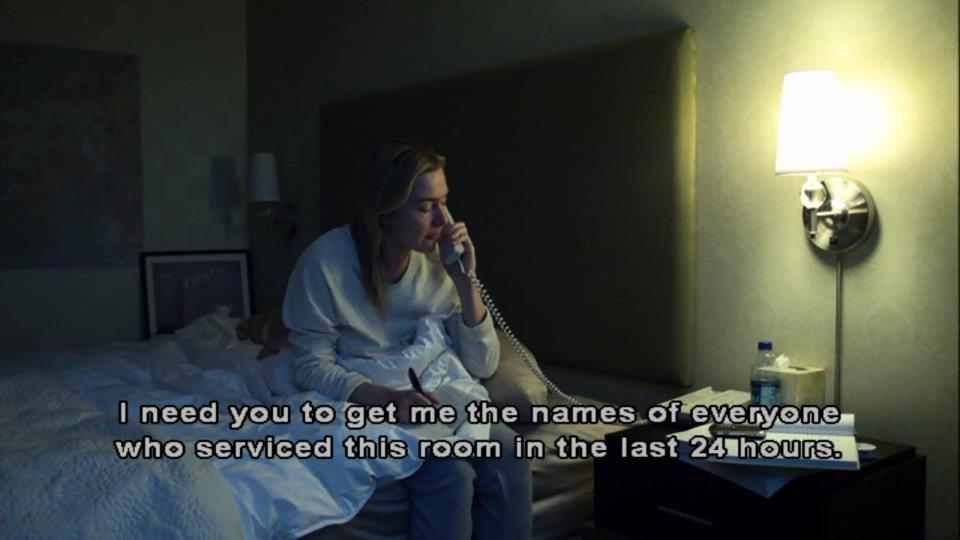 I need you to get me the names of everyone
who serviced this room in the last 24 hours.